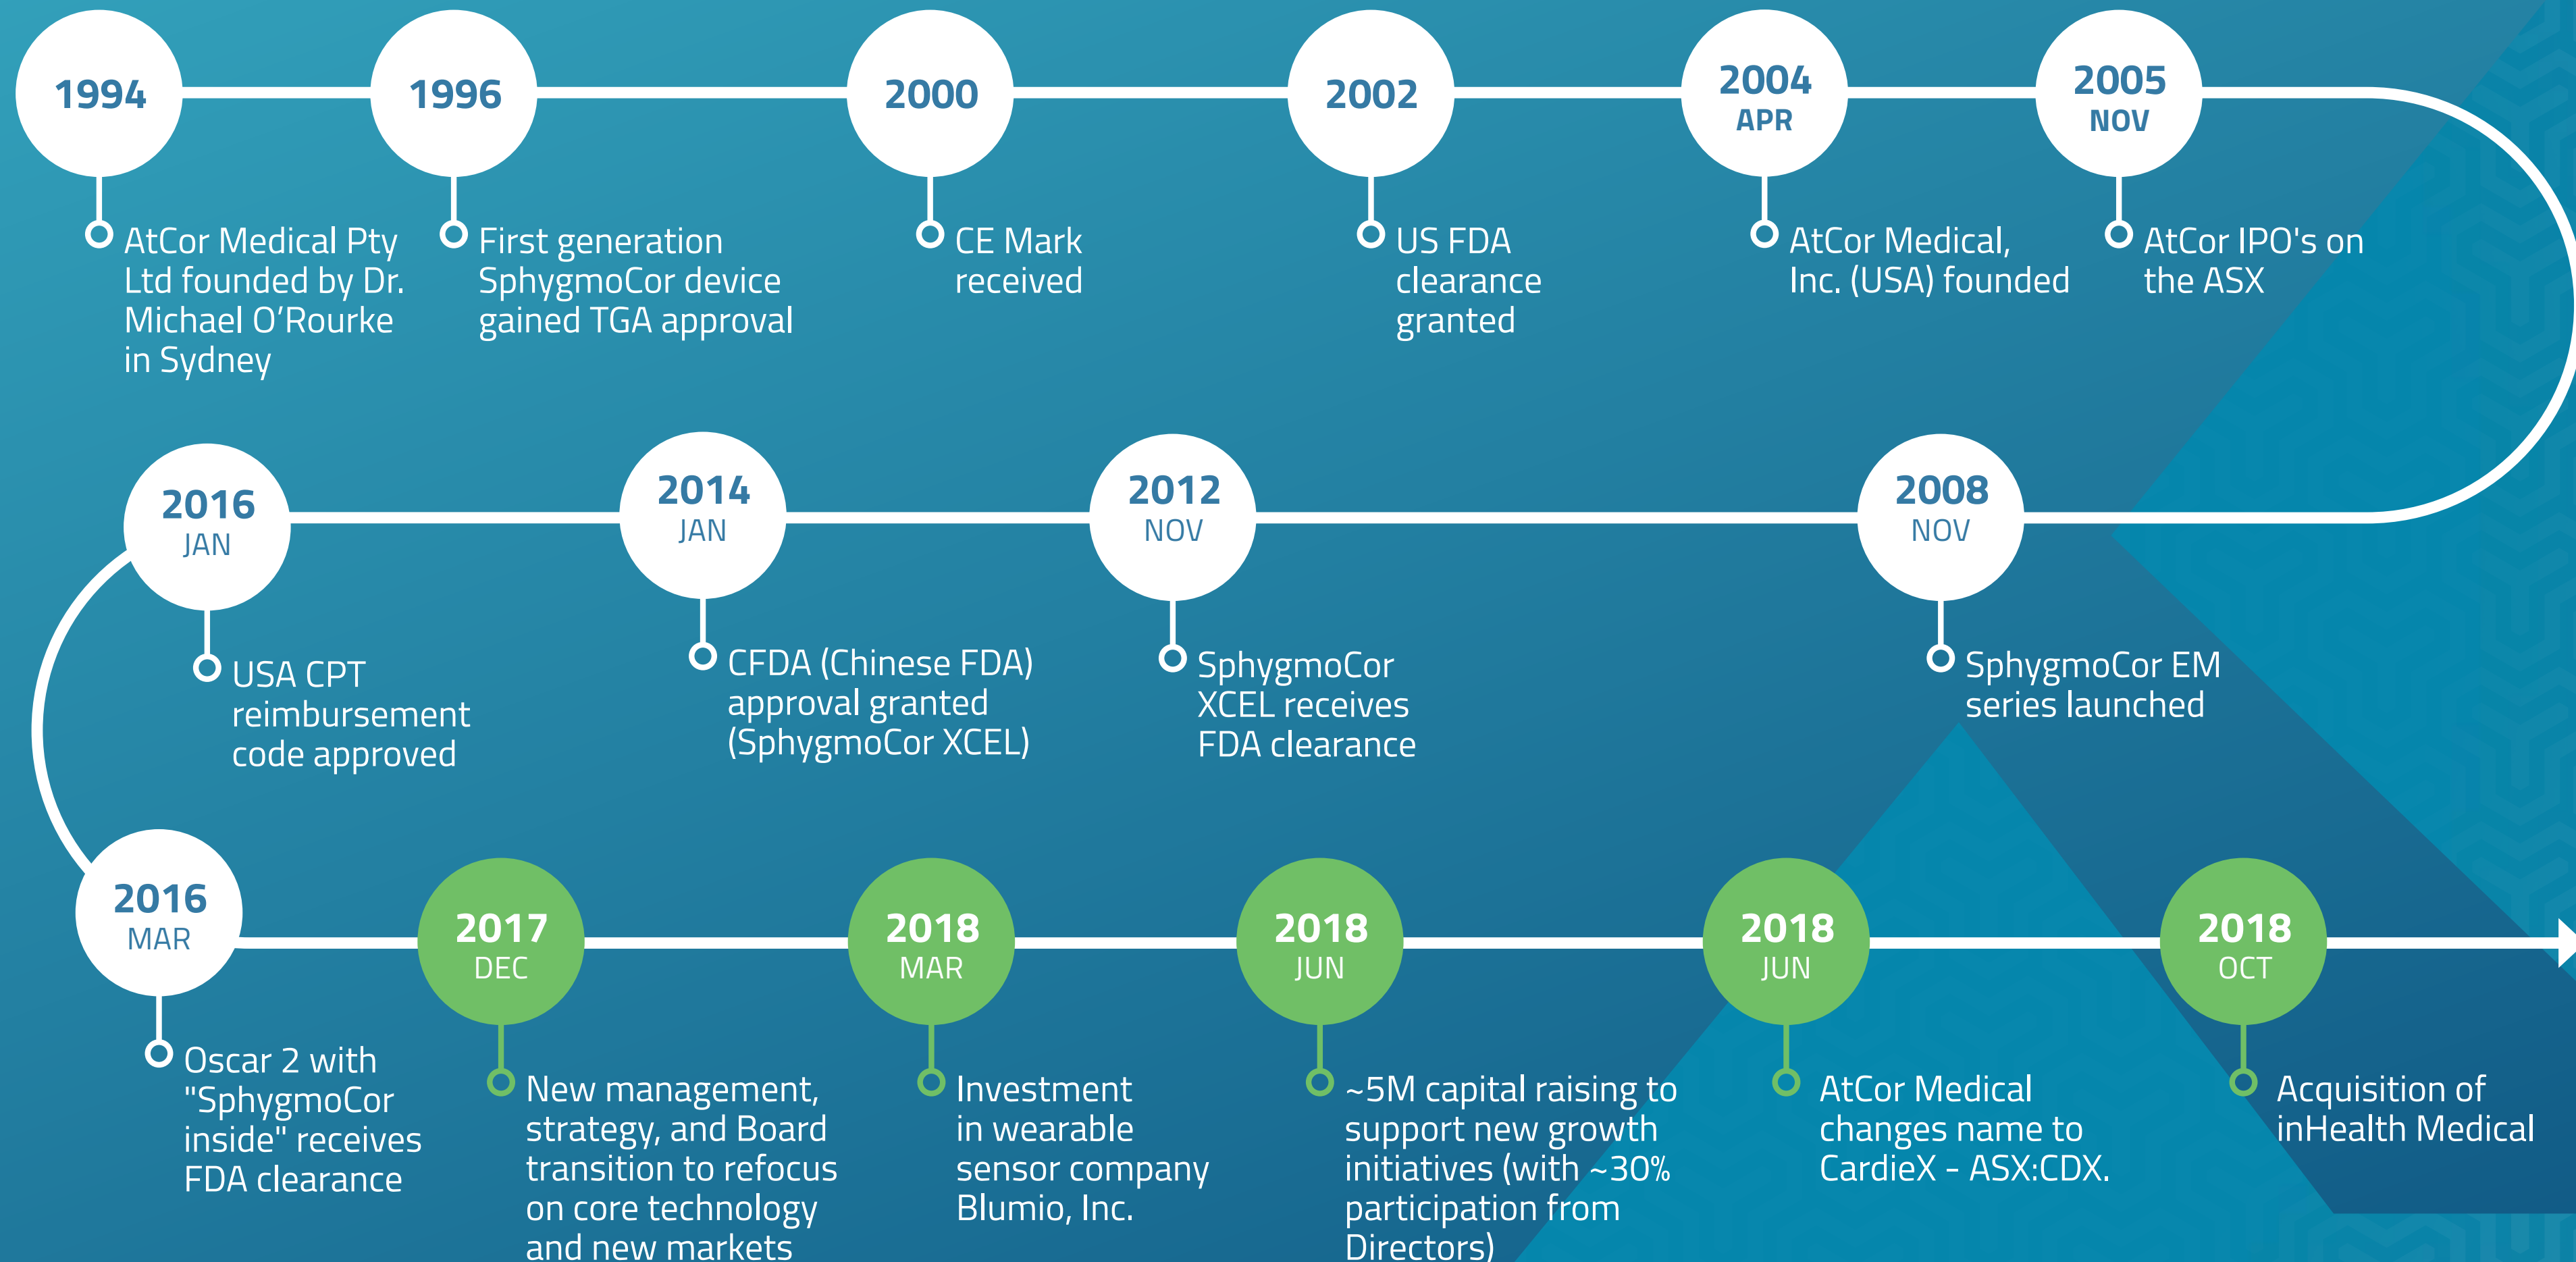 1994
AtCor Medical Pty
Ltd founded by Dr.
Michael O’Rourke
in Sydney
1996
First generation
SphygmoCor device
gained TGA approval
2000
CE Mark
received
2002
US FDA
clearance
granted
2004
APR
AtCor Medical,
Inc. (USA) founded
2005
NOV
AtCor IPO's on
the ASX
2008
NOV
SphygmoCor EM
series launched
2012
NOV
SphygmoCor
XCEL receives
FDA clearance
2014
JAN
CFDA (Chinese FDA)
approval granted
(SphygmoCor XCEL)
2016
JAN
USA CPT
reimbursement
code approved
2016
MAR
Oscar 2 with
"SphygmoCor
inside" receives
FDA clearance
2017
DEC
New management,
strategy, and Board
transition to refocus
on core technology
and new markets
2018
MAR
Investment
in wearable
sensor company
Blumio, Inc.
2018
JUN
~5M capital raising to
support new growth
initiatives (with ~30%
participation from
Directors)
2018
JUN
AtCor Medical
changes name to
CardieX - ASX:CDX.
2018
OCT
Acquisition of
inHealth Medical